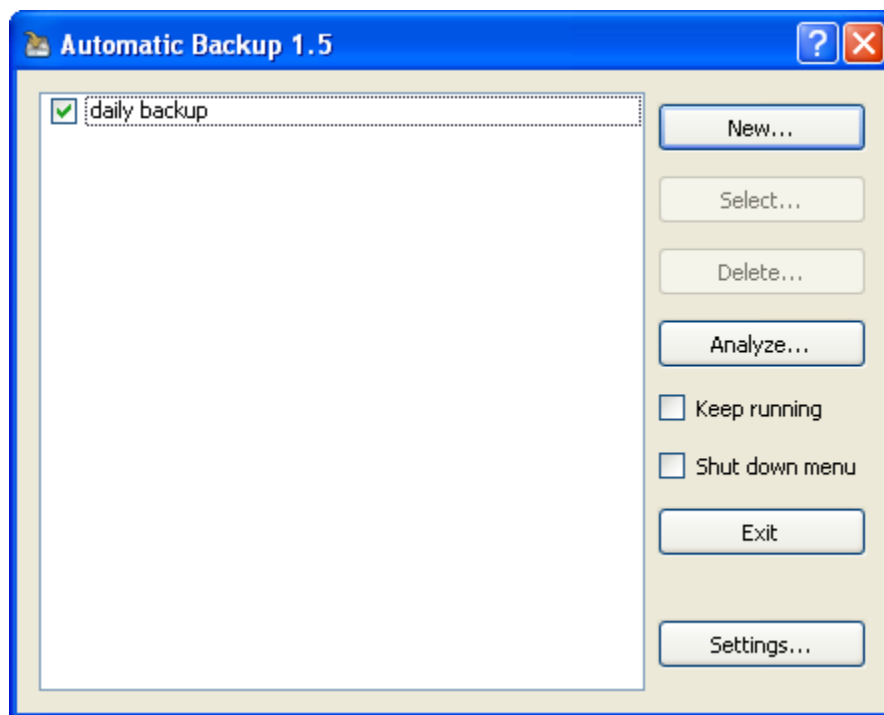 Automatic Backup 1.5
daily backup
New...
Select...
Delete...
Analyze...
Keep running
Shut down menu
Exit
Settings...